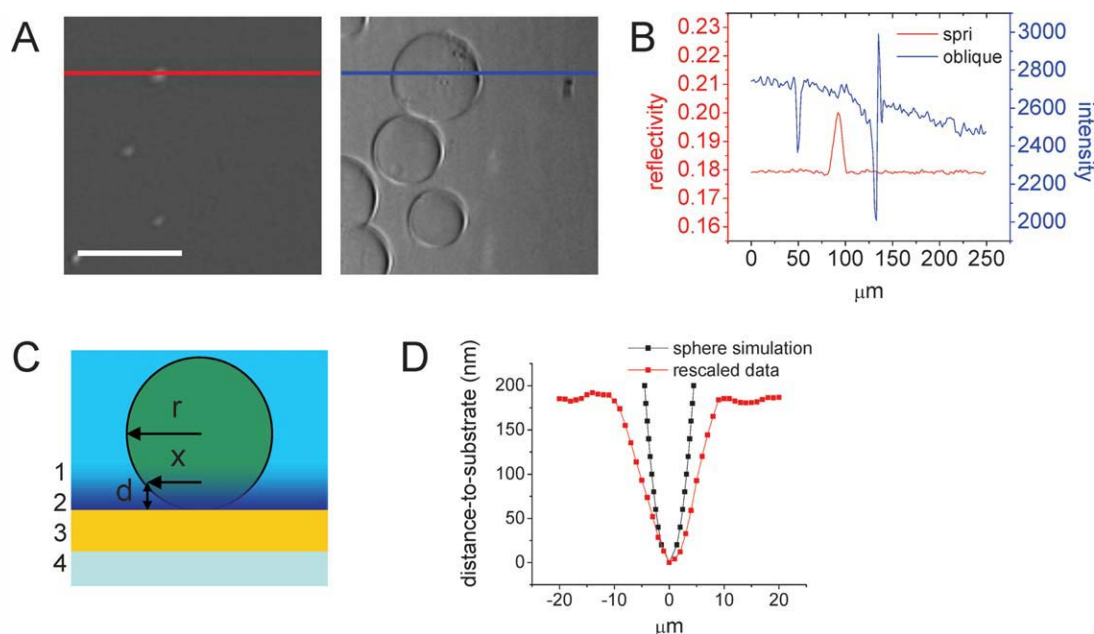 A
B
0.23
0.22
0.21
0.20
0.19
0.18
0.17
0.16
reflectivity
spri
oblique
3000
2800
2600
2400
2200
2000
intensity
0 50 100 150 200 250
μm
C
r
x
d
1
2
3
4
D
sphere simulation
rescaled data
distance-to-substrate (nm)
200
150
100
50
0
-20 -10 0 10 20
μm